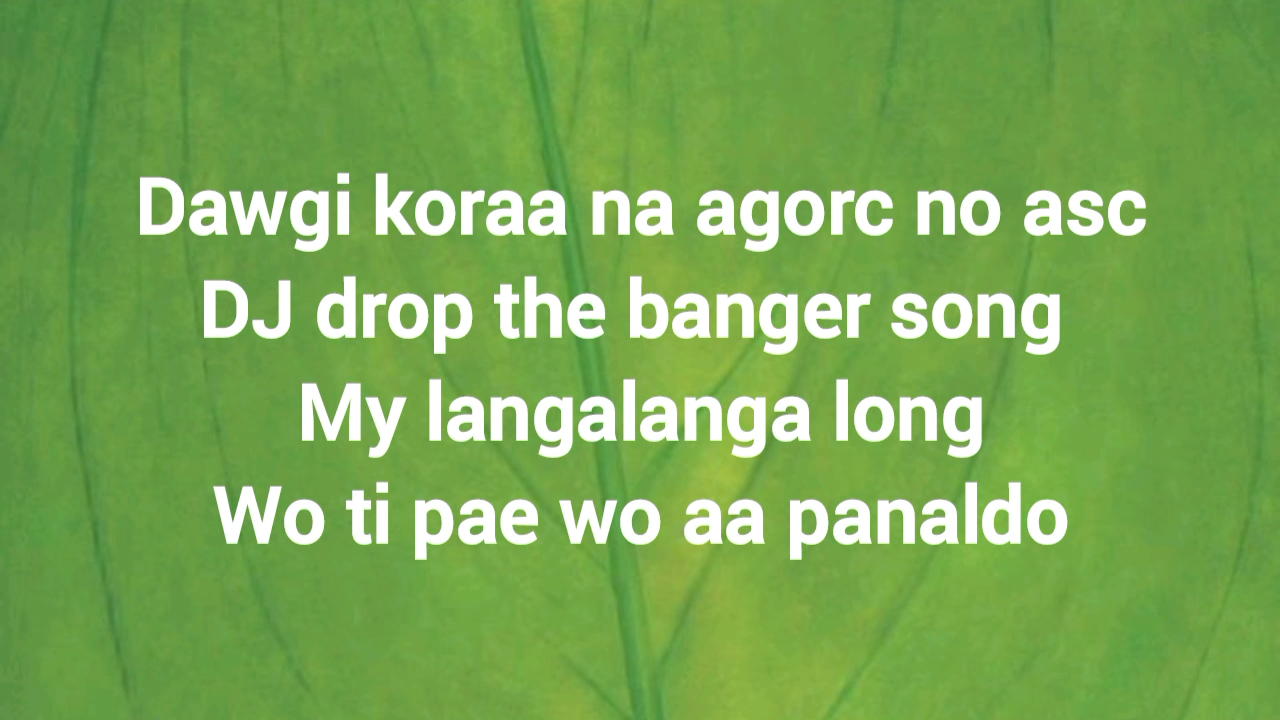 Dawgi koraa na agorc no asc
DJ drop the banger song
My langalanga long
Wo ti pae wo aa panaldo